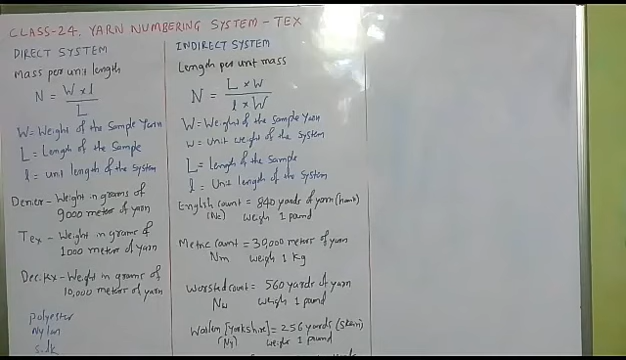 CLASS-24. YARN NUMBERING SYSTEM - TEX
DIRECT SYSTEM
Mass per unit length
N = W x l / L
W = Weight of the Sample Yarn
L = Length of the Sample
l = unit length of the System
Denier - Weight in grams of
9000 meter of yarn
Tex - Weight in grams of
1000 meter of yarn
Decitex - Weight in grams of
10,000 meter of yarn
polyester
Nylon
silk
INDIRECT SYSTEM
Length per unit mass
N = L x w / l x W
W = Weight of the Sample Yarn
w = unit weight of the System
L = length of the Sample
l = Unit length of the System
English count = 840 yards of yarn (hank)
(Ne) weigh 1 pound
Metric count = 30,000 meter of yarn
Nm weigh 1 Kg
Worsted count = 560 yards of yarn
Nw weigh 1 pound
Woollen [Yorkshire] = 256 yards (skein)
(Ny) weigh 1 pound